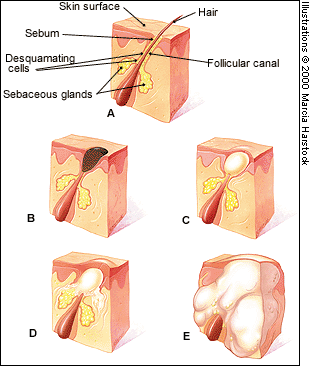 Skin surface
Hair
Sebum
Desquamating
cells
Follicular canal
Sebaceous glands
A
B
C
D
E
Illustrations © 2000 Marcia Hartsock